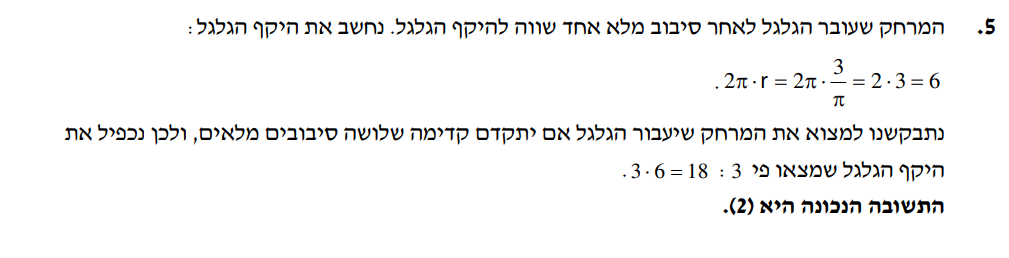 5. המרחק שעובר הגלגל לאחר סיבוב מלא אחד שווה להיקף הגלגל. נחשב את היקף הגלגל:
2π · r = 2π · 3/π = 2 · 3 = 6 .
נתבקשנו למצוא את המרחק שיעבור הגלגל אם יתקדם קדימה שלושה סיבובים מלאים, ולכן נכפיל את
היקף הגלגל שמצאו פי 3 : 3 · 6 = 18 .
התשובה הנכונה היא (2).